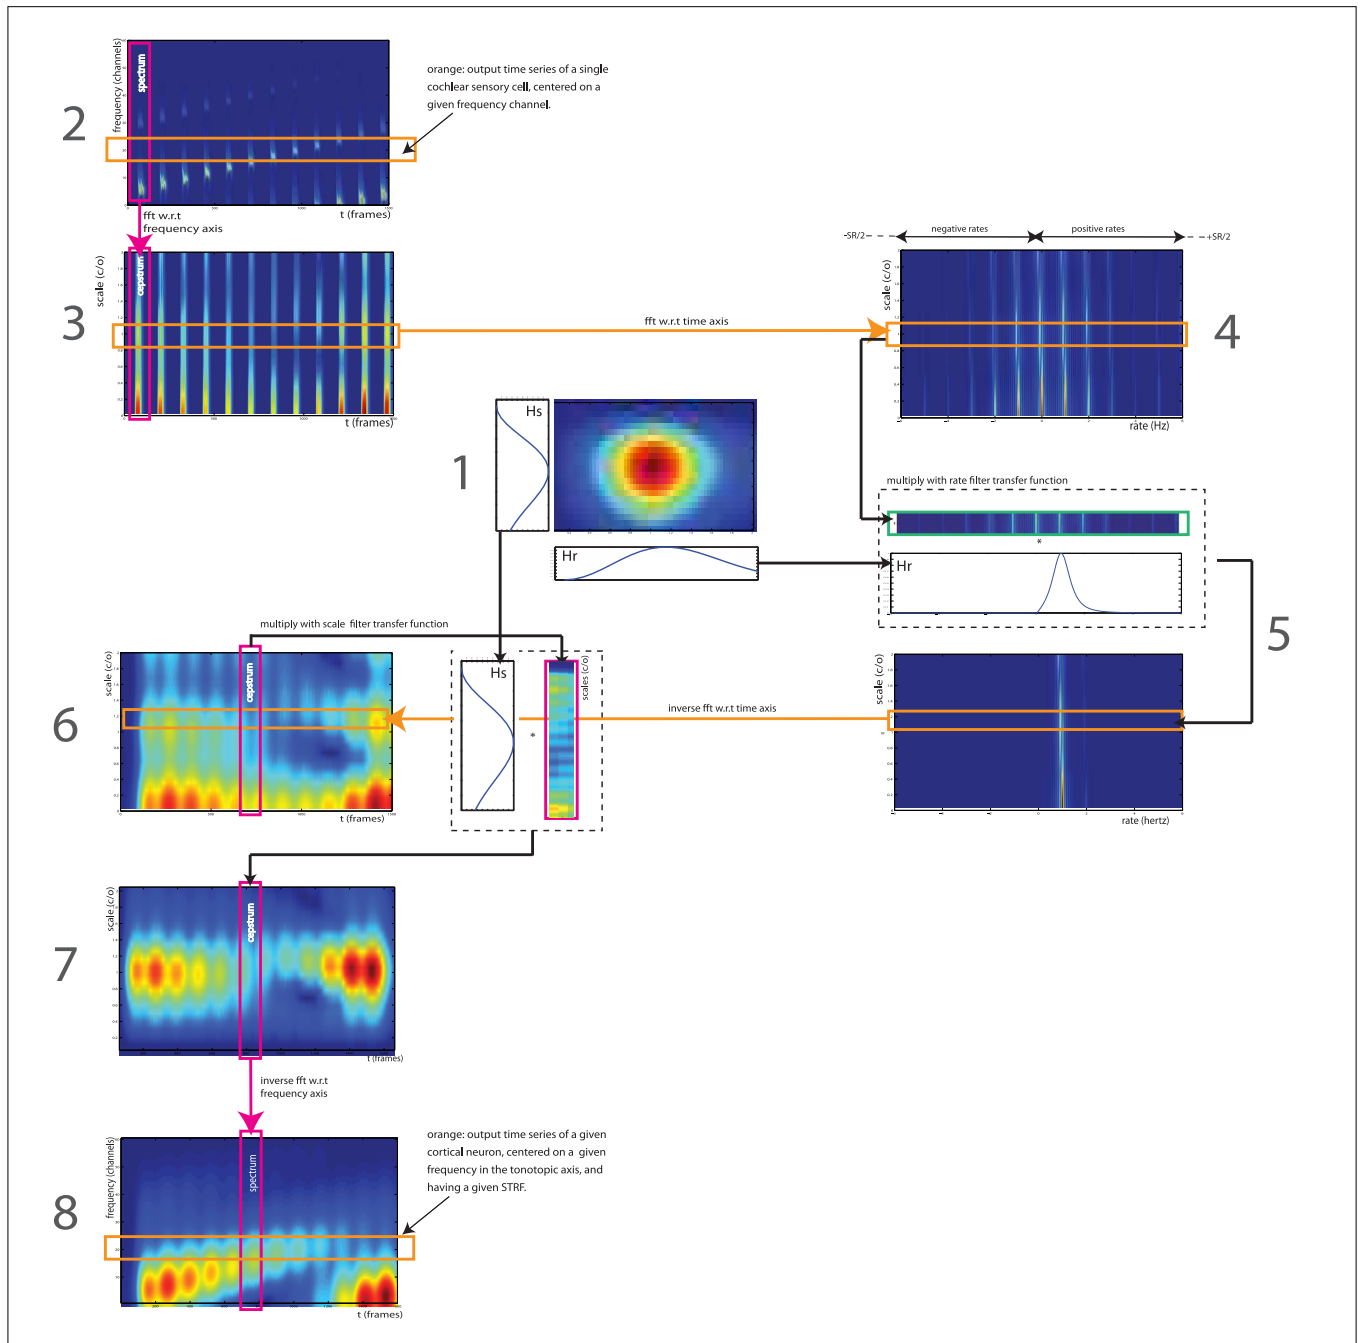 2
frequency (channels)
spectrum
t (frames)
orange: output time series of a single
cochlear sensory cell, centered on a
given frequency channel.
fft w.r.t
frequency axis
3
scale (c/o)
cepstrum
t (frames)
fft w.r.t time axis
-SR/2
negative rates
positive rates
+SR/2
scale (c/o)
4
rate (Hz)
1
Hs
Hr
multiply with rate filter transfer function
*
Hr
5
multiply with scale filter transfer function
6
scale (c/o)
cepstrum
t (frames)
Hs
*
scales (c/o)
inverse fft w.r.t time axis
scale (c/o)
rate (hertz)
7
scale (c/o)
cepstrum
t (frames)
inverse fft w.r.t
frequency axis
8
frequency (channels)
spectrum
t (frames)
orange: output time series of a given
cortical neuron, centered on a given
frequency in the tonotopic axis, and
having a given STRF.